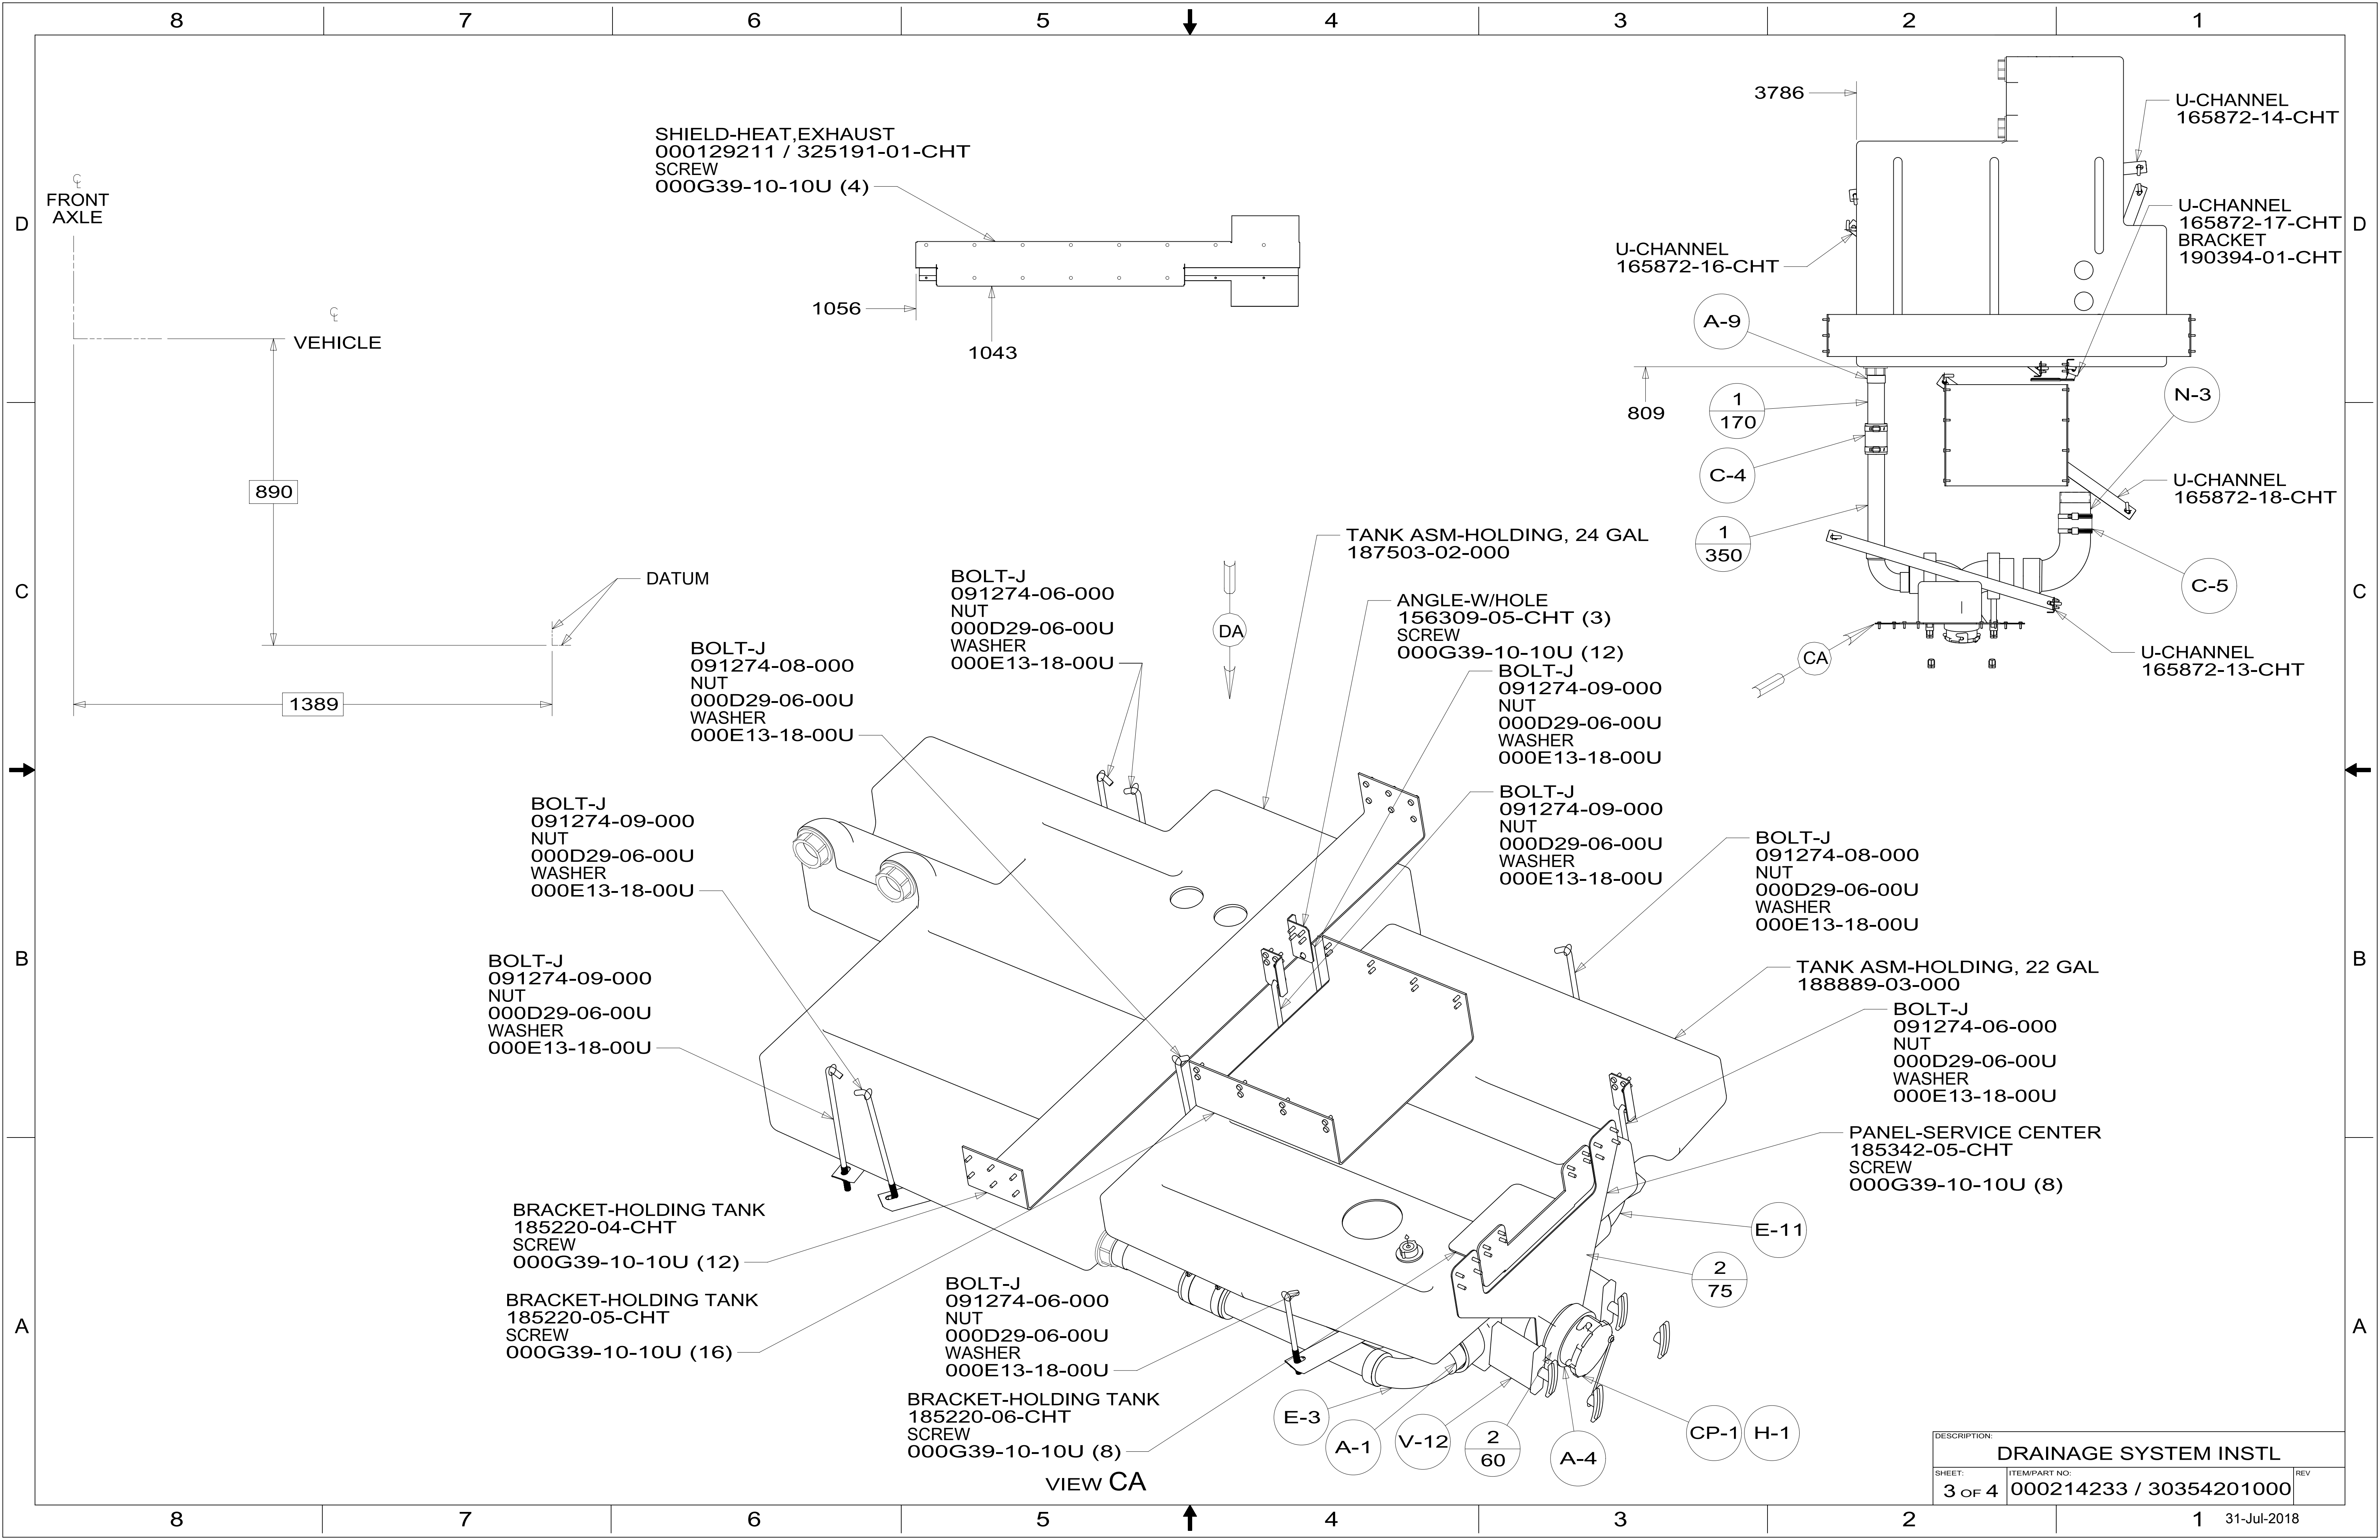 8 7 6 5 4 3 2 1
D
C
B
A
D
C
B
A
℄
FRONT
AXLE
℄
VEHICLE
890
1389
DATUM
SHIELD-HEAT,EXHAUST
000129211 / 325191-01-CHT
SCREW
000G39-10-10U (4)
1056
1043
3786
U-CHANNEL
165872-14-CHT
U-CHANNEL
165872-17-CHT
BRACKET
190394-01-CHT
U-CHANNEL
165872-16-CHT
A-9
809
1
170
N-3
C-4
U-CHANNEL
165872-18-CHT
1
350
C-5
CA
U-CHANNEL
165872-13-CHT
TANK ASM-HOLDING, 24 GAL
187503-02-000
BOLT-J
091274-06-000
NUT
000D29-06-00U
WASHER
000E13-18-00U
DA
ANGLE-W/HOLE
156309-05-CHT (3)
SCREW
000G39-10-10U (12)
BOLT-J
091274-08-000
NUT
000D29-06-00U
WASHER
000E13-18-00U
BOLT-J
091274-09-000
NUT
000D29-06-00U
WASHER
000E13-18-00U
BOLT-J
091274-09-000
NUT
000D29-06-00U
WASHER
000E13-18-00U
BOLT-J
091274-09-000
NUT
000D29-06-00U
WASHER
000E13-18-00U
BOLT-J
091274-08-000
NUT
000D29-06-00U
WASHER
000E13-18-00U
BOLT-J
091274-09-000
NUT
000D29-06-00U
WASHER
000E13-18-00U
TANK ASM-HOLDING, 22 GAL
188889-03-000
BOLT-J
091274-06-000
NUT
000D29-06-00U
WASHER
000E13-18-00U
PANEL-SERVICE CENTER
185342-05-CHT
SCREW
000G39-10-10U (8)
BRACKET-HOLDING TANK
185220-04-CHT
SCREW
000G39-10-10U (12)
E-11
2
75
BRACKET-HOLDING TANK
185220-05-CHT
SCREW
000G39-10-10U (16)
BOLT-J
091274-06-000
NUT
000D29-06-00U
WASHER
000E13-18-00U
BRACKET-HOLDING TANK
185220-06-CHT
SCREW
000G39-10-10U (8)
E-3
A-1
V-12
2
60
A-4
CP-1
H-1
VIEW CA
DESCRIPTION:
DRAINAGE SYSTEM INSTL
SHEET:
3 OF 4
ITEM/PART NO:
000214233 / 30354201000
REV
8 7 6 5 4 3 2 1
31-Jul-2018